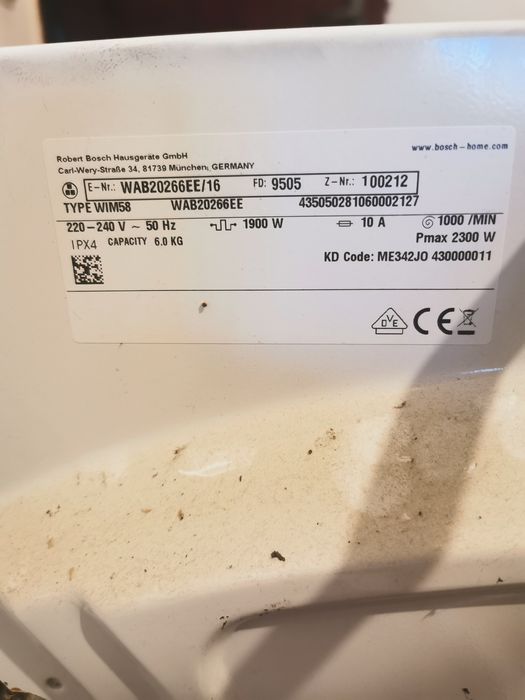 Robert Bosch Hausgeräte GmbH
www.bosch-home.com
Carl-Wery-Straße 34, 81739 München, GERMANY
E-Nr.: WAB20266EE/16 FD: 9505 Z-Nr.: 100212
TYPE WIM58 WAB20266EE 435050281060002127
220-240 V ~ 50 Hz 1900 W 10 A 1000 /MIN
IPX4 CAPACITY 6.0 KG Pmax 2300 W
KD Code: ME342JO 430000011
DVE CE